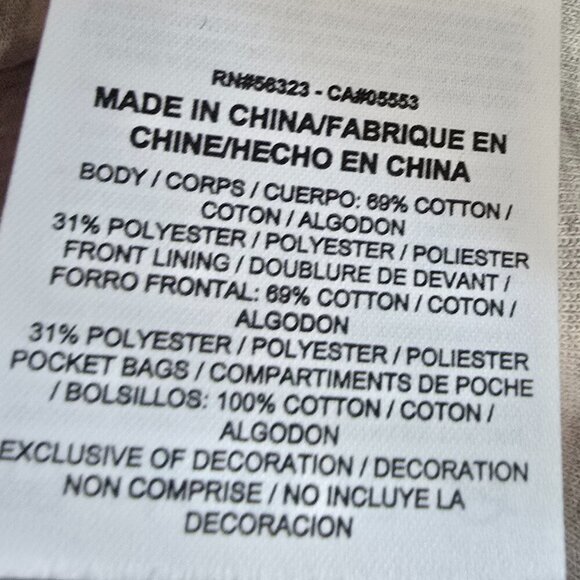 RN#56323 - CA#05553
MADE IN CHINA/FABRIQUE EN
CHINE/HECHO EN CHINA
BODY / CORPS / CUERPO: 69% COTTON /
COTON / ALGODON
31% POLYESTER / POLYESTER / POLIESTER
FRONT LINING / DOUBLURE DE DEVANT /
FORRO FRONTAL: 69% COTTON / COTON /
ALGODON
31% POLYESTER / POLYESTER / POLIESTER
POCKET BAGS / COMPARTIMENTS DE POCHE
/ BOLSILLOS: 100% COTTON / COTON /
ALGODON
EXCLUSIVE OF DECORATION / DECORATION
NON COMPRISE / NO INCLUYE LA
DECORACION